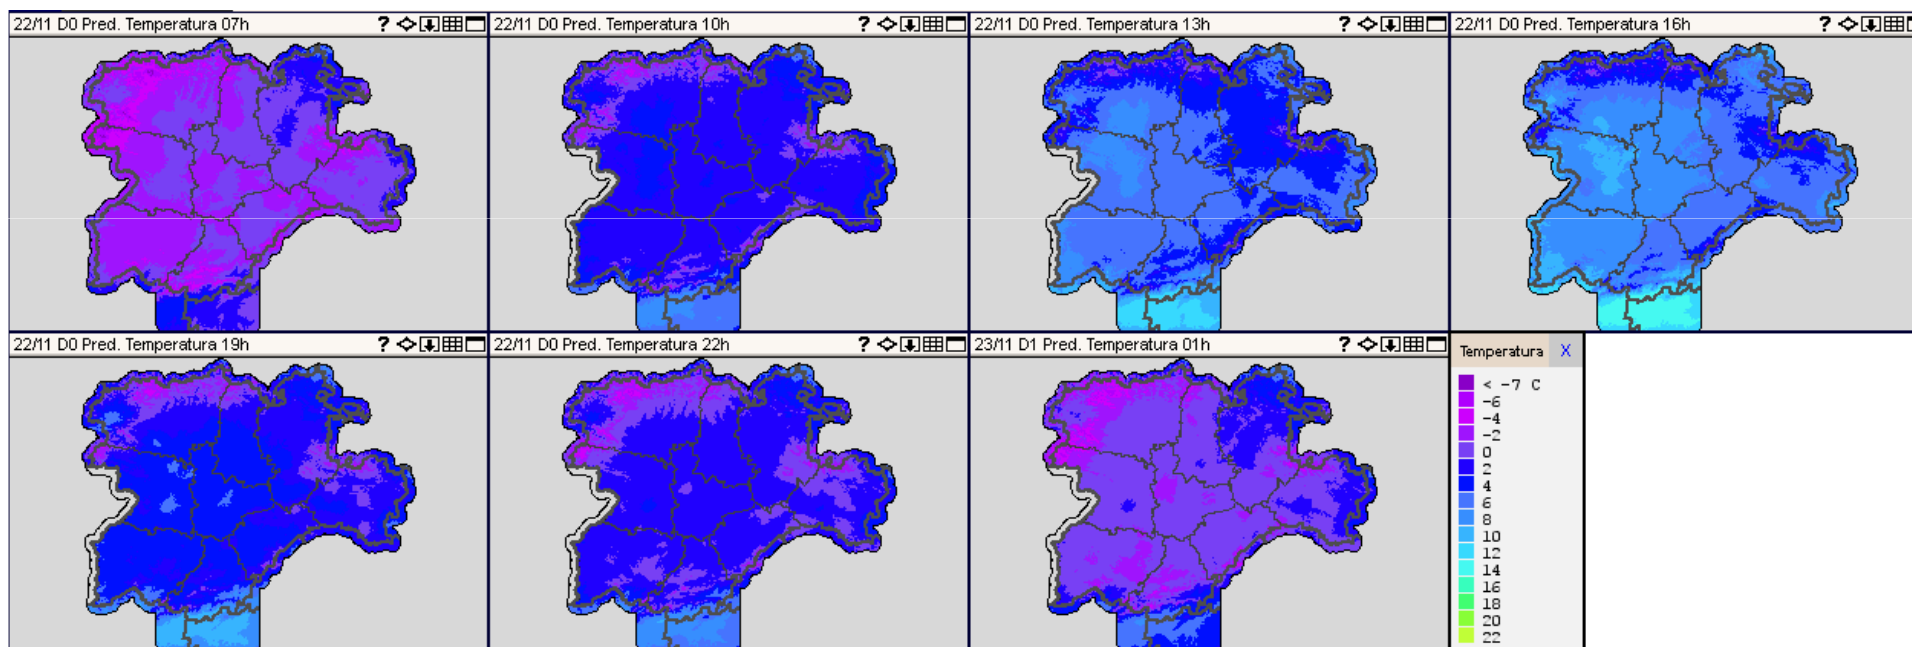 22/11 D0 Pred. Temperatura 07h ?
22/11 D0 Pred. Temperatura 10h ?
22/11 D0 Pred. Temperatura 13h ?
22/11 D0 Pred. Temperatura 16h ?
22/11 D0 Pred. Temperatura 19h ?
22/11 D0 Pred. Temperatura 22h ?
23/11 D1 Pred. Temperatura 01h ?
Temperatura X
< -7 C
-6
-4
-2
0
2
4
6
8
10
12
14
16
18
20
22